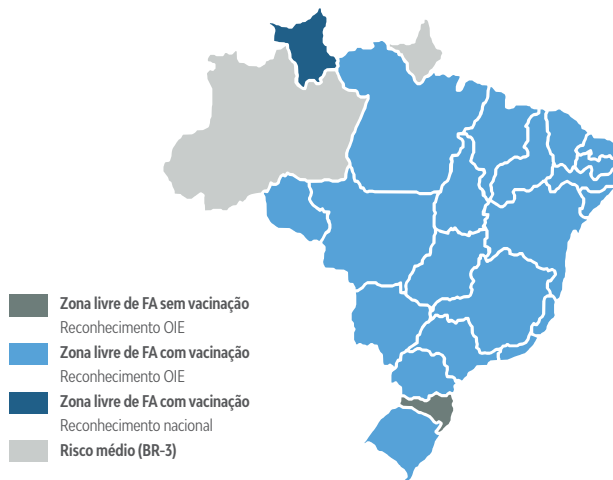 Zona livre de FA sem vacinação
Reconhecimento OIE
Zona livre de FA com vacinação
Reconhecimento OIE
Zona livre de FA com vacinação
Reconhecimento nacional
Risco médio (BR-3)